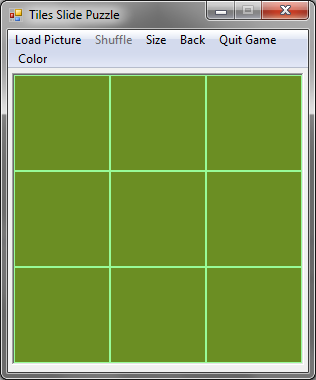 Tiles Slide Puzzle
Load Picture Shuffle Size Back Quit Game
Color